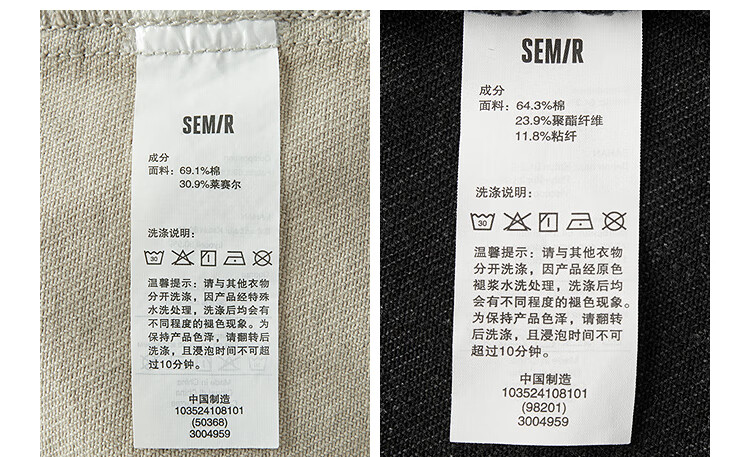 SEMIR
成分
面料：69.1%棉
30.9%莱赛尔
洗涤说明：
30
温馨提示：请与其他衣物
分开洗涤，因产品经特殊
水洗处理，洗涤后均会有
不同程度的褪色现象。为
保持产品色泽，请翻转后
洗涤，且浸泡时间不可超
过10分钟。
中国制造
103524108101
(50368)
3004959
SEMIR
成分
面料：64.3%棉
23.9%聚酯纤维
11.8%粘纤
洗涤说明：
30
温馨提示：请与其他衣物
分开洗涤，因产品经原色
褪浆水洗处理，洗涤后均
会有不同程度的褪色现象。
为保持产品色泽，请翻转
后洗涤，且浸泡时间不可
超过10分钟。
中国制造
103524108101
(98201)
3004959